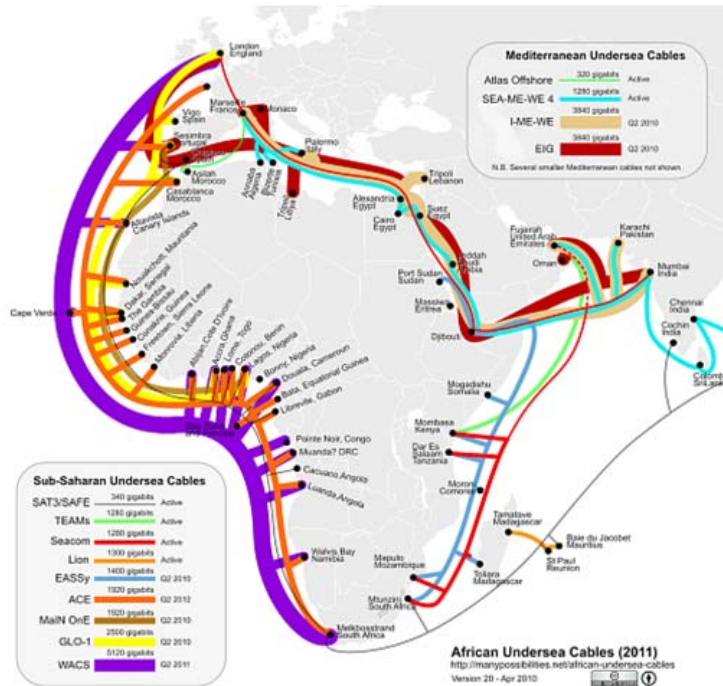 London England
Marseille
France
Monaco
Vigo
Spain
Sesimbra
Portugal
Palermo
Italy
Asilah
Morocco
Casablanca
Morocco
Annaba
Algeria
Bizerte
Tunisia
Tripoli
Libya
Altavista
Canary Islands
Tripoli
Lebanon
Alexandria
Egypt
Suez
Egypt
Cairo
Egypt
Jeddah
Saudi
Arabia
Port Sudan
Sudan
Massawa
Eritrea
Djibouti
Fujairah
United Arab
Emirates
Oman
Karachi
Pakistan
Mumbai
India
Chennai
India
Cochin
India
Colombo
Sri Lanka
Nouakchott, Mauritania
Dakar, Senegal
The Gambia
Guinea-Bissau
Conakry, Guinea
Freetown, Sierra Leone
Monrovia, Liberia
Cape Verde
Abijan, Cote D'Ivoire
Accra Ghana
Lome, Togo
Cotonou, Benin
Lagos, Nigeria
Bonny, Nigeria
Douala, Cameroun
Bata, Equatorial Guinea
Libreville, Gabon
Pointe Noir, Congo
Muanda? DRC
Cacuaco, Angola
Luanda, Angola
Walvis Bay
Namibia
Melkbosstrand
South Africa
Mogadishu
Somalia
Mombasa
Kenya
Dar Es
Salaam
Tanzania
Moroni
Comoros
Maputo
Mozambique
Mtunzini
South Africa
Toliara
Madagascar
Tamatave
Madagascar
Baie du Jacobet
Mauritius
St Paul
Reunion
Mediterranean Undersea Cables
Atlas Offshore 320 gigabits Active
SEA-ME-WE 4 1280 gigabits Active
I-ME-WE 3840 gigabits Q2 2010
EIG 3840 gigabits Q2 2010
N.B. Several smaller Mediterranean cables not shown.
Sub-Saharan Undersea Cables
SAT3/SAFE 340 gigabits Active
TEAMs 1280 gigabits Active
Seacom 1280 gigabits Active
Lion 1300 gigabits Active
EASSy 1400 gigabits Q2 2010
ACE 1920 gigabits Q2 2012
MaIN OnE 1920 gigabits Q2 2010
GLO-1 2500 gigabits Q2 2010
WACS 5120 gigabits Q2 2011
African Undersea Cables (2011)
http://manypossibilities.net/african-undersea-cables
Version 20 - Apr 2010